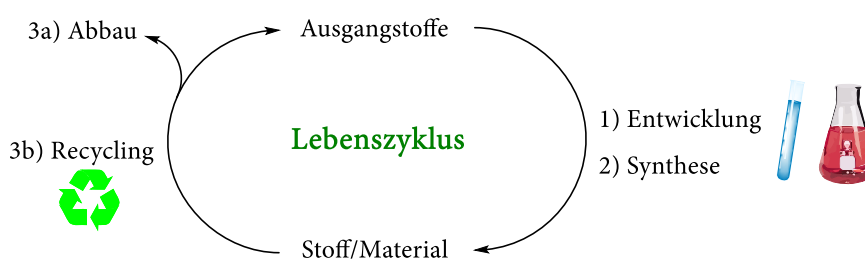 3a) Abbau
Ausgangstoffe
1) Entwicklung
Lebenszyklus
3b) Recycling
2) Synthese
Stoff/Material